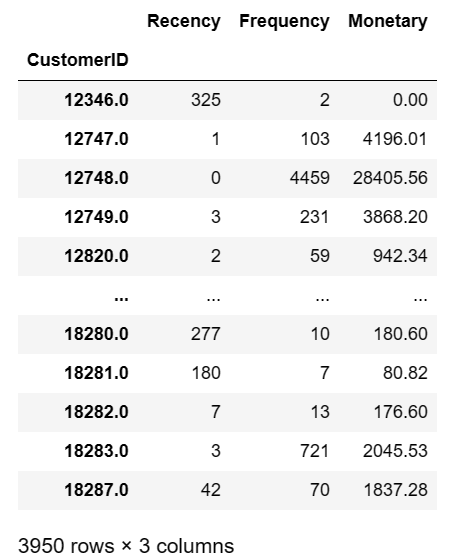 Recency Frequency Monetary
CustomerID
12346.0 325 2 0.00
12747.0 1 103 4196.01
12748.0 0 4459 28405.56
12749.0 3 231 3868.20
12820.0 2 59 942.34
... ... ... ...
18280.0 277 10 180.60
18281.0 180 7 80.82
18282.0 7 13 176.60
18283.0 3 721 2045.53
18287.0 42 70 1837.28
3950 rows × 3 columns